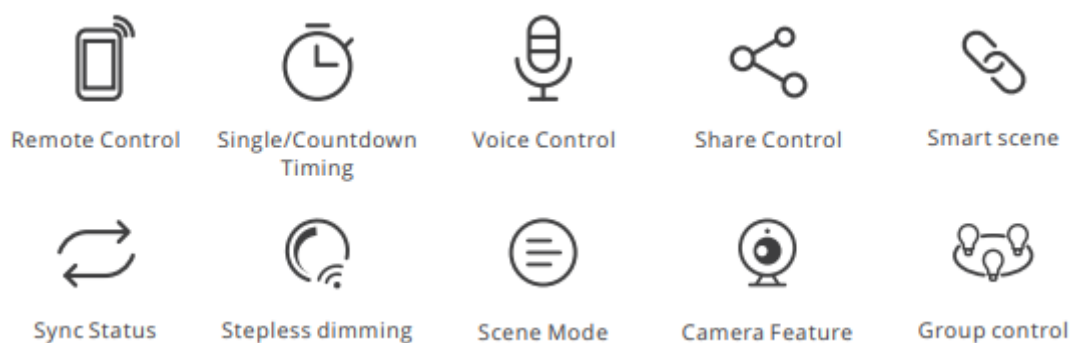 Remote Control
Single/Countdown
Timing
Voice Control
Share Control
Smart scene
Sync Status
Stepless dimming
Scene Mode
Camera Feature
Group control